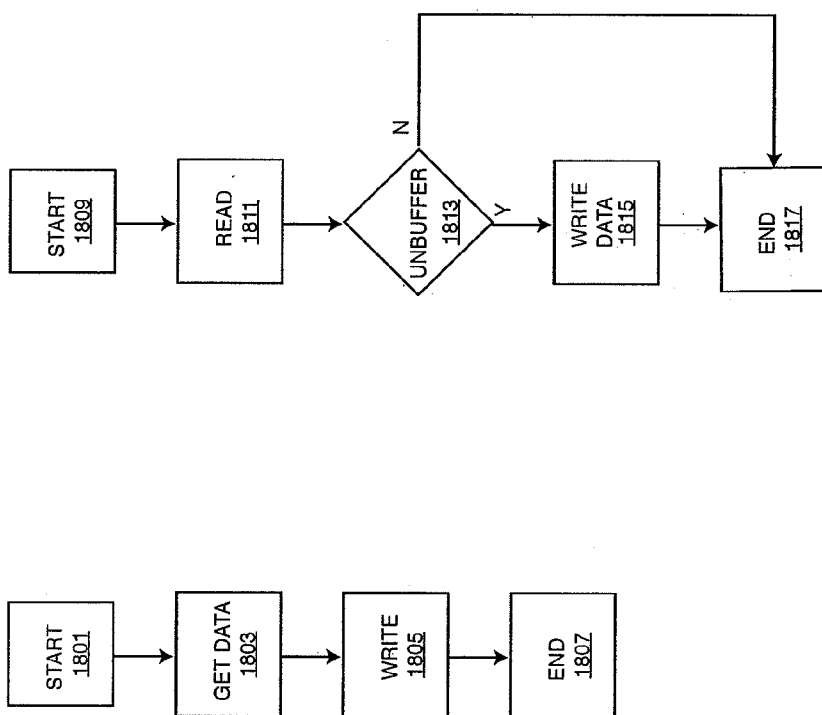 START
1809
READ
1811
UNBUFFER
1813
N
Y
WRITE
DATA
1815
END
1817
START
1801
GET DATA
1803
WRITE
1805
END
1807